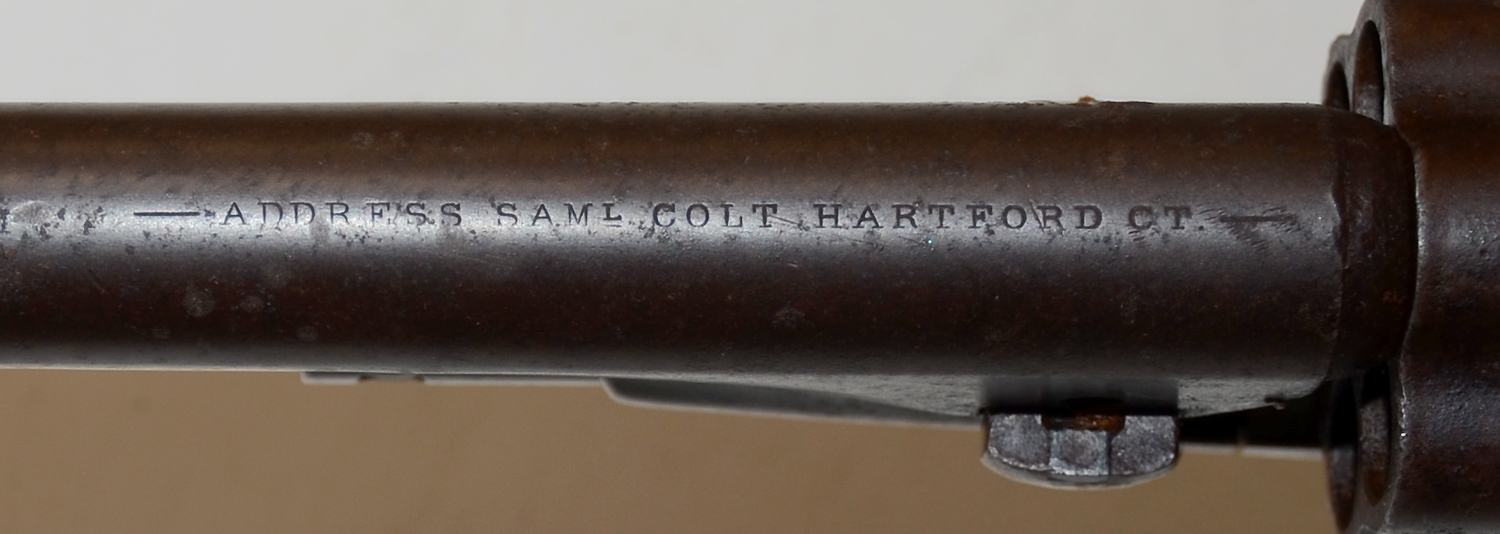 — ADDRESS SAMᴸ COLT HARTFORD CT. —